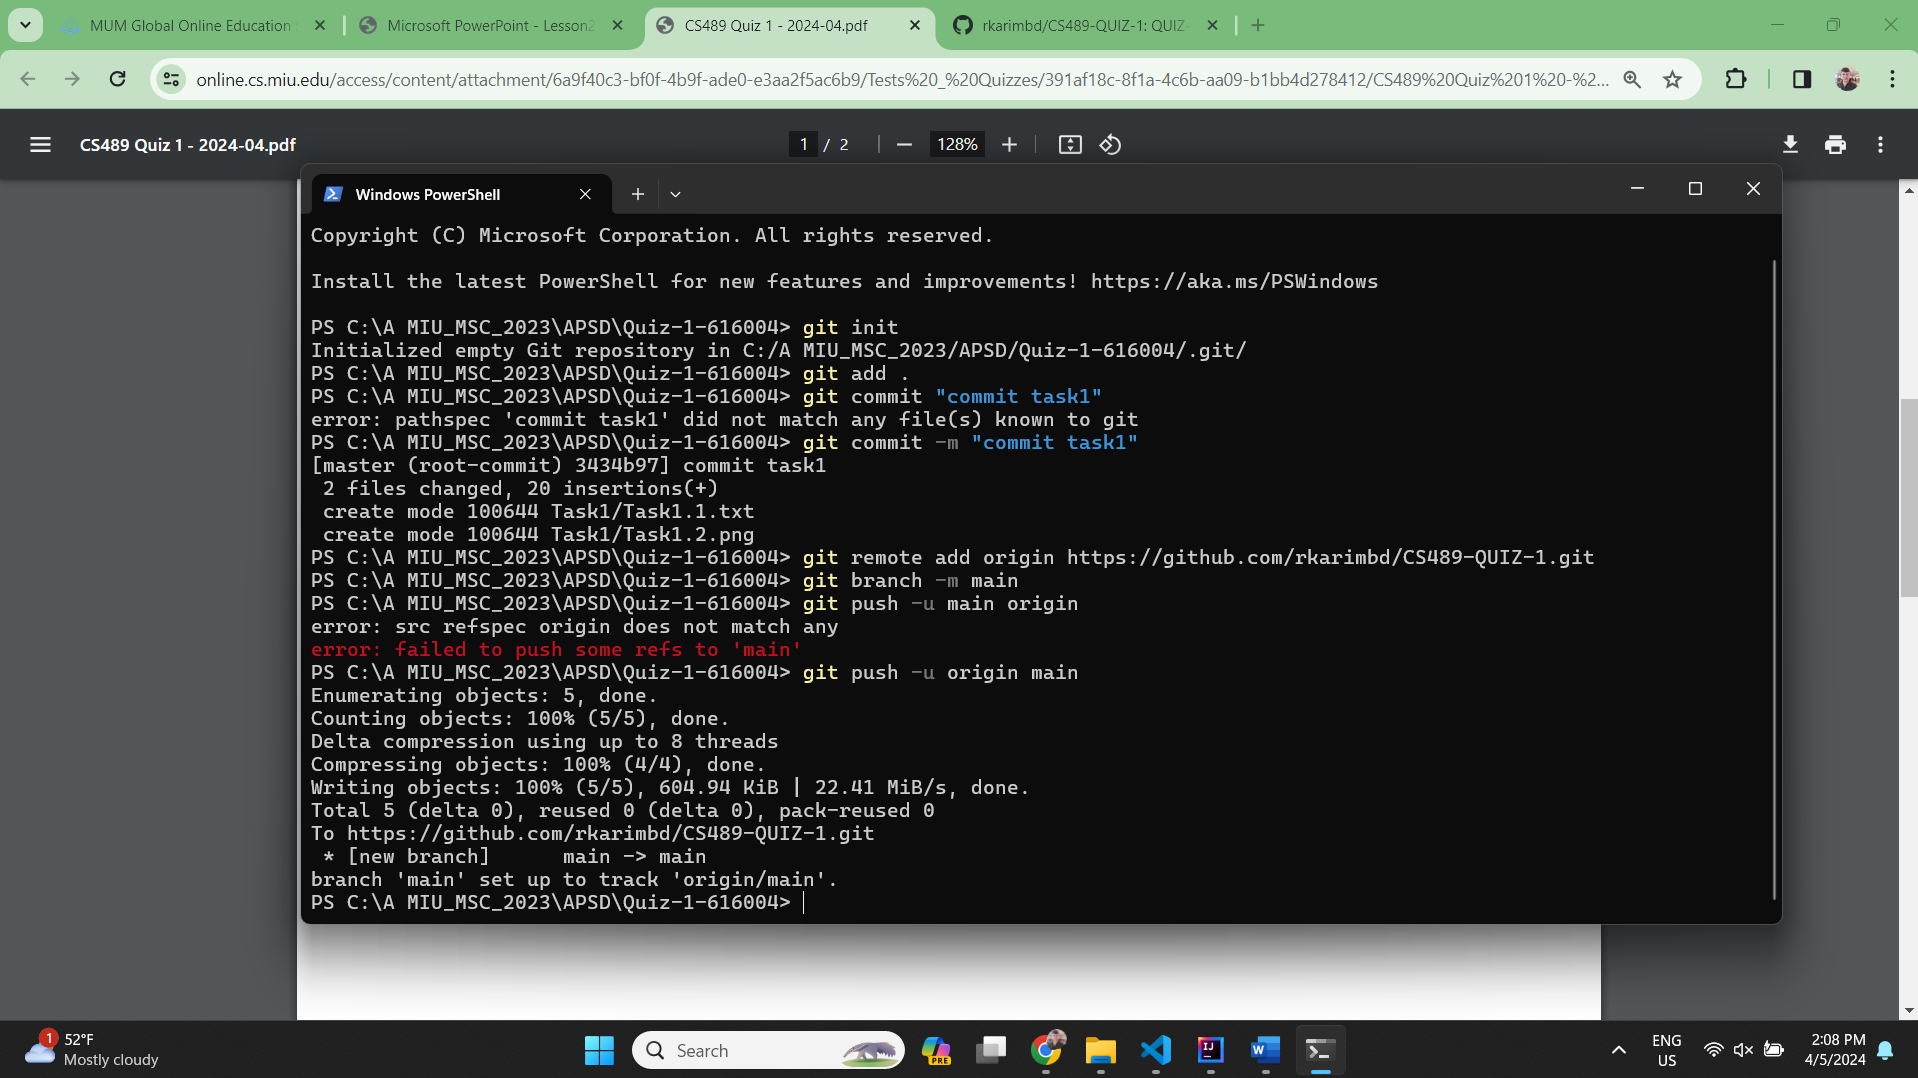 MUM Global Online Education
Microsoft PowerPoint - Lesson2
CS489 Quiz 1 - 2024-04.pdf
rkarimbd/CS489-QUIZ-1: QUIZ-
online.cs.miu.edu/access/content/attachment/6a9f40c3-bf0f-4b9f-ade0-e3aa2f5ac6b9/Tests%20_%20Quizzes/391af18c-8f1a-4c6b-aa09-b1bb4d278412/CS489%20Quiz%201%20-%2...
CS489 Quiz 1 - 2024-04.pdf
1 / 2
128%
Windows PowerShell
Copyright (C) Microsoft Corporation. All rights reserved.
Install the latest PowerShell for new features and improvements! https://aka.ms/PSWindows
PS C:\A MIU_MSC_2023\APSD\Quiz-1-616004> git init
Initialized empty Git repository in C:/A MIU_MSC_2023/APSD/Quiz-1-616004/.git/
PS C:\A MIU_MSC_2023\APSD\Quiz-1-616004> git add .
PS C:\A MIU_MSC_2023\APSD\Quiz-1-616004> git commit "commit task1"
error: pathspec 'commit task1' did not match any file(s) known to git
PS C:\A MIU_MSC_2023\APSD\Quiz-1-616004> git commit -m "commit task1"
[master (root-commit) 3434b97] commit task1
2 files changed, 20 insertions(+)
create mode 100644 Task1/Task1.1.txt
create mode 100644 Task1/Task1.2.png
PS C:\A MIU_MSC_2023\APSD\Quiz-1-616004> git remote add origin https://github.com/rkarimbd/CS489-QUIZ-1.git
PS C:\A MIU_MSC_2023\APSD\Quiz-1-616004> git branch -m main
PS C:\A MIU_MSC_2023\APSD\Quiz-1-616004> git push -u main origin
error: src refspec origin does not match any
error: failed to push some refs to 'main'
PS C:\A MIU_MSC_2023\APSD\Quiz-1-616004> git push -u origin main
Enumerating objects: 5, done.
Counting objects: 100% (5/5), done.
Delta compression using up to 8 threads
Compressing objects: 100% (4/4), done.
Writing objects: 100% (5/5), 604.94 KiB | 22.41 MiB/s, done.
Total 5 (delta 0), reused 0 (delta 0), pack-reused 0
To https://github.com/rkarimbd/CS489-QUIZ-1.git
* [new branch]      main -> main
branch 'main' set up to track 'origin/main'.
PS C:\A MIU_MSC_2023\APSD\Quiz-1-616004>
1
52°F
Mostly cloudy
Search
PRE
IJ
W
ENG
US
2:08 PM
4/5/2024